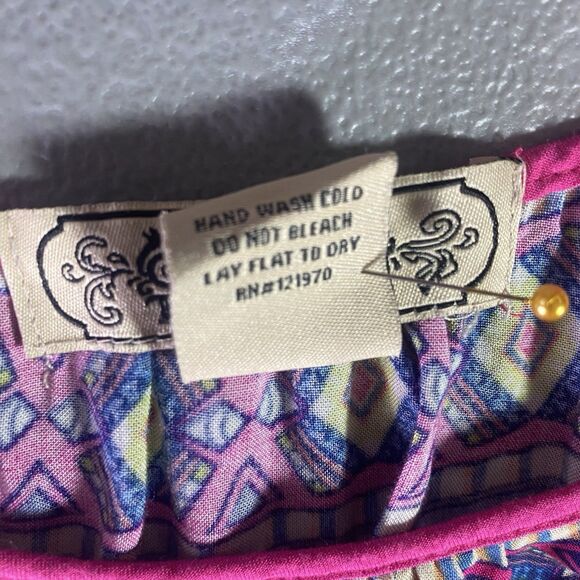 HAND WASH COLD
DO NOT BLEACH
LAY FLAT TO DRY
RN#121970